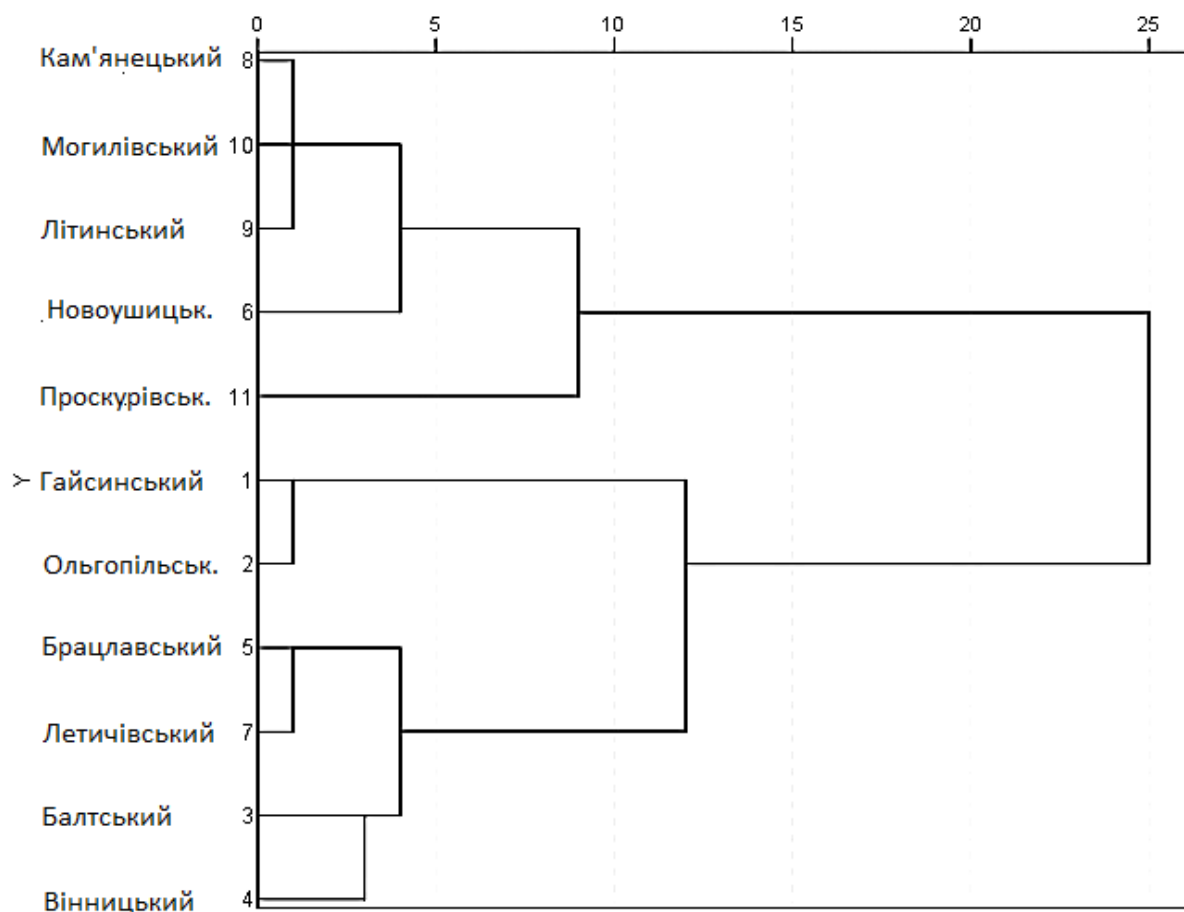 0 5 10 15 20 25
Кам'янецький 8
Могилівський 10
Літинський 9
Новоушицьк. 6
Проскурівськ. 11
Y Гайсинський 1
Ольгопільськ. 2
Брацлавський 5
Летичівський 7
Балтський 3
Вінницький 4